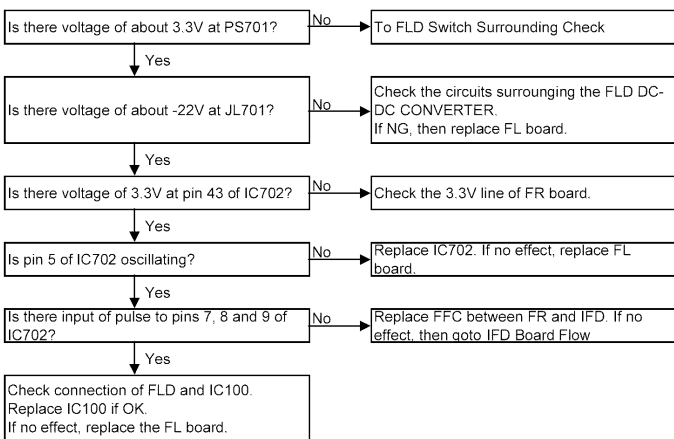 Is there voltage of about 3.3V at PS701?
No
To FLD Switch Surrounding Check
Yes
Is there voltage of about -22V at JL701?
No
Check the circuits surrounging the FLD DC-
DC CONVERTER.
If NG, then replace FL board.
Yes
Is there voltage of 3.3V at pin 43 of IC702?
No
Check the 3.3V line of FR board.
Yes
Is pin 5 of IC702 oscillating?
No
Replace IC702. If no effect, replace FL
board.
Yes
Is there input of pulse to pins 7, 8 and 9 of
IC702?
No
Replace FFC between FR and IFD. If no
effect, then goto IFD Board Flow
Yes
Check connection of FLD and IC100.
Replace IC100 if OK.
If no effect, replace the FL board.